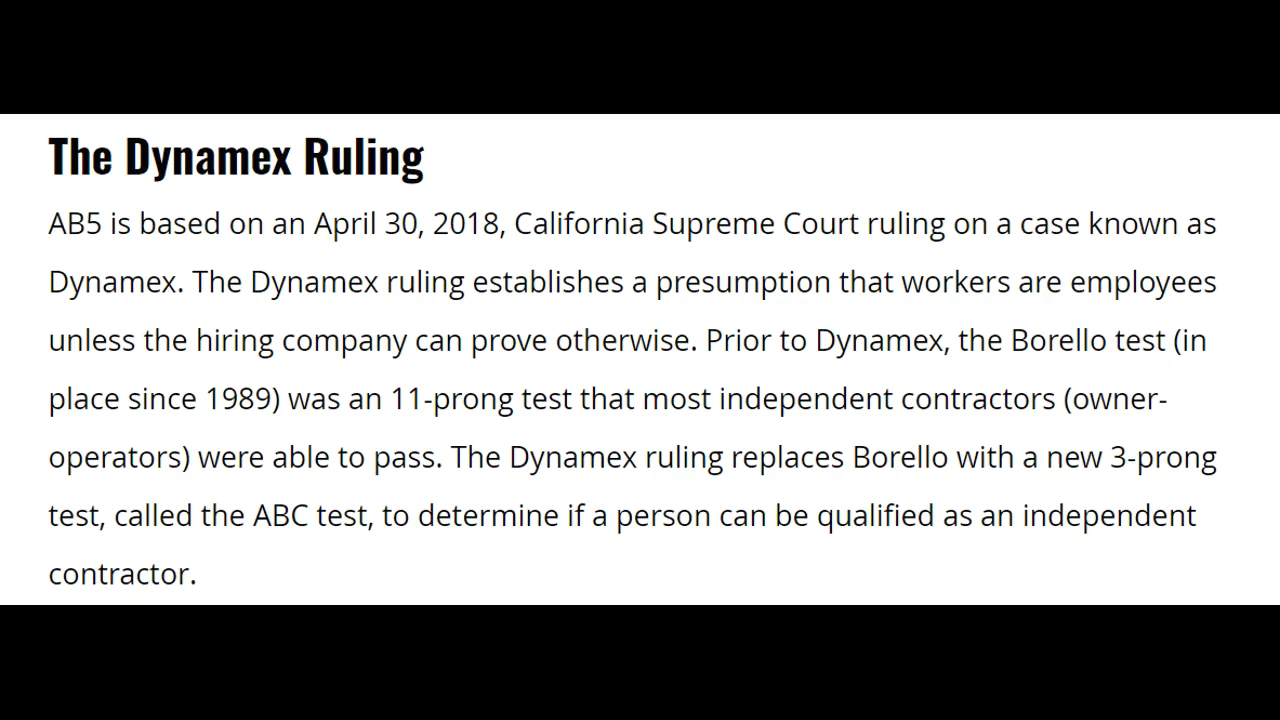 The Dynamex Ruling
AB5 is based on an April 30, 2018, California Supreme Court ruling on a case known as
Dynamex. The Dynamex ruling establishes a presumption that workers are employees
unless the hiring company can prove otherwise. Prior to Dynamex, the Borello test (in
place since 1989) was an 11-prong test that most independent contractors (owner-
operators) were able to pass. The Dynamex ruling replaces Borello with a new 3-prong
test, called the ABC test, to determine if a person can be qualified as an independent
contractor.